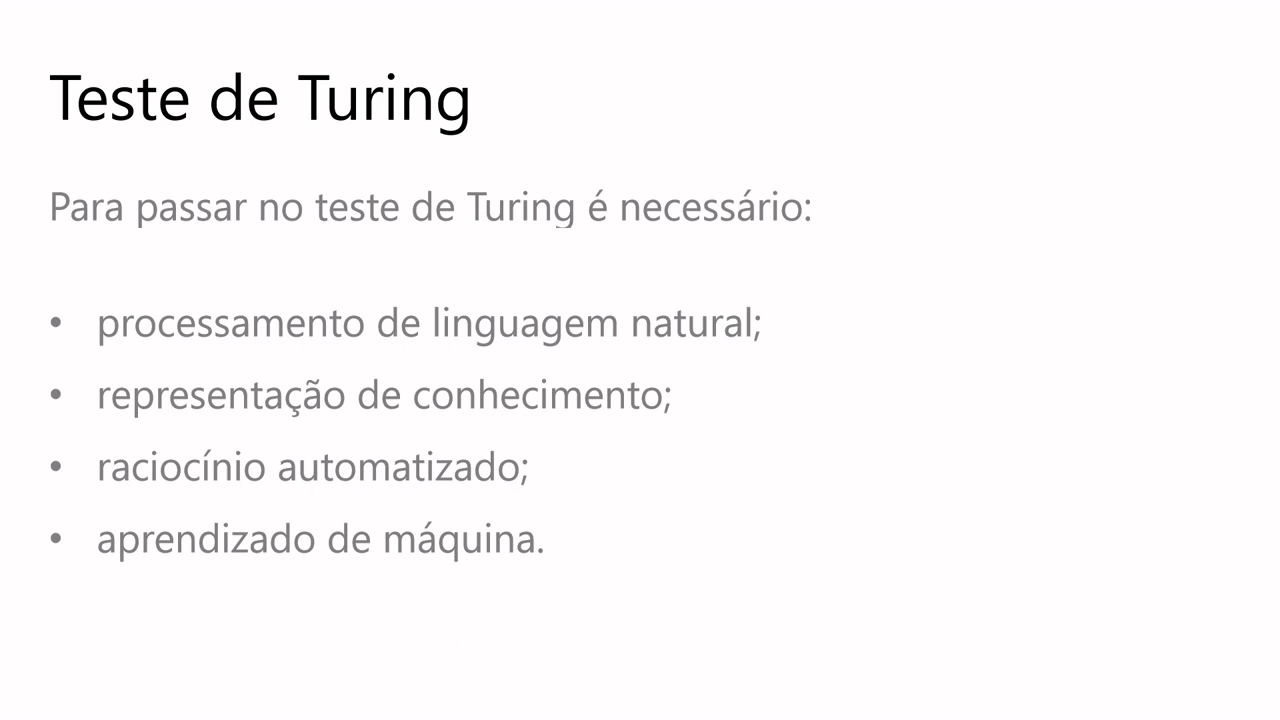 Teste de Turing
Para passar no teste de Turing é necessário:
• processamento de linguagem natural;
• representação de conhecimento;
• raciocínio automatizado;
• aprendizado de máquina.